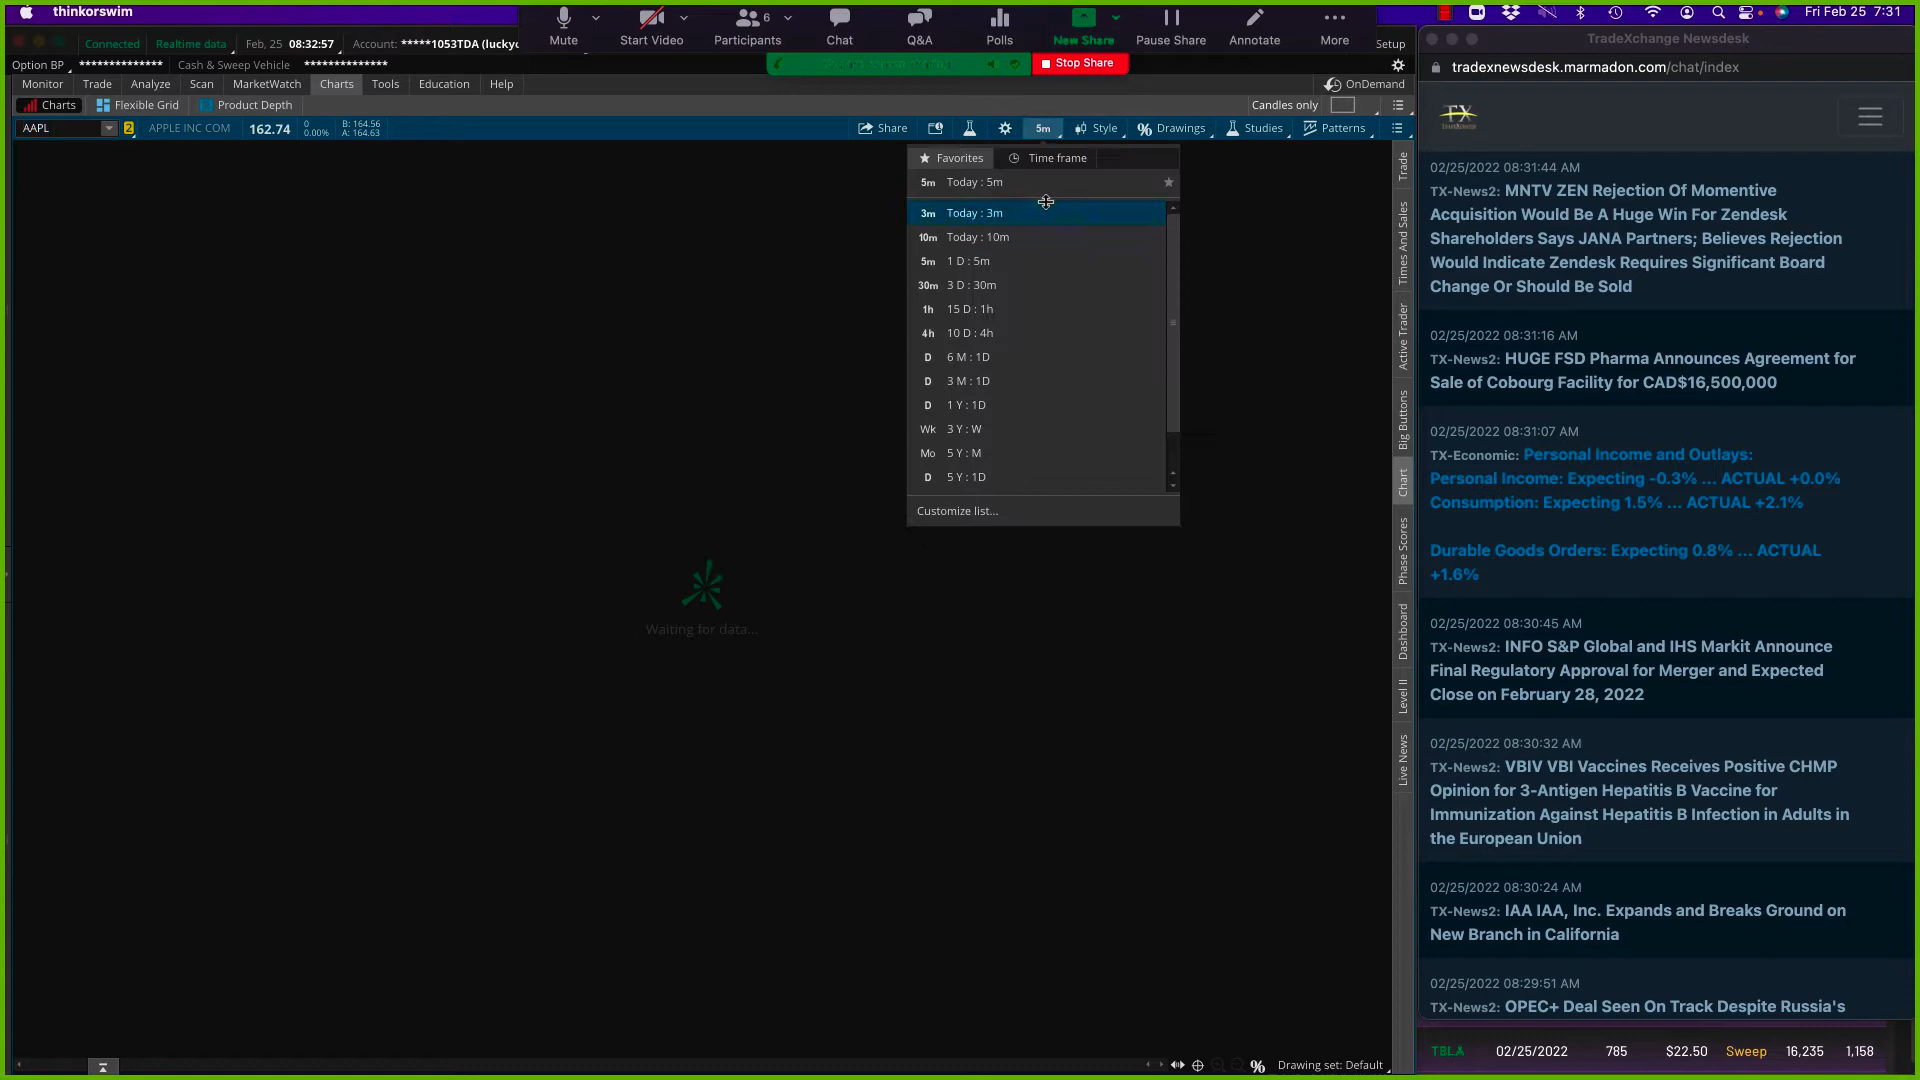 thinkorswim
Fri Feb 25 7:31
Mute
Start Video
6
Participants
Chat
Q&A
Polls
New Share
Pause Share
Annotate
More
Stop Share
Connected
Realtime data
Feb, 25 08:32:57
Account: *****1053TDA (lucky
Setup
Option BP **************
Cash & Sweep Vehicle **************
Monitor Trade Analyze Scan MarketWatch Charts Tools Education Help
OnDemand
Charts Flexible Grid Product Depth
Candles only
AAPL 2 APPLE INC COM 162.74
0
0.00%
B: 164.56
A: 164.63
Share 5m Style Drawings Studies Patterns
Favorites Time frame
5m Today : 5m
3m Today : 3m
10m Today : 10m
5m 1 D : 5m
30m 3 D : 30m
1h 15 D : 1h
4h 10 D : 4h
D 6 M : 1D
D 3 M : 1D
D 1 Y : 1D
Wk 3 Y : W
Mo 5 Y : M
D 5 Y : 1D
Customize list...
Waiting for data...
Trade
Times And Sales
Active Trader
Big Buttons
Chart
Phase Scores
Dashboard
Level II
Live News
Drawing set: Default
TradeXchange Newsdesk
tradexnewsdesk.marmadon.com/chat/index
TX
02/25/2022 08:31:44 AM
TX-News2: MNTV ZEN Rejection Of Momentive
Acquisition Would Be A Huge Win For Zendesk
Shareholders Says JANA Partners; Believes Rejection
Would Indicate Zendesk Requires Significant Board
Change Or Should Be Sold
02/25/2022 08:31:16 AM
TX-News2: HUGE FSD Pharma Announces Agreement for
Sale of Cobourg Facility for CAD$16,500,000
02/25/2022 08:31:07 AM
TX-Economic: Personal Income and Outlays:
Personal Income: Expecting -0.3% ... ACTUAL +0.0%
Consumption: Expecting 1.5% ... ACTUAL +2.1%
Durable Goods Orders: Expecting 0.8% ... ACTUAL
+1.6%
02/25/2022 08:30:45 AM
TX-News2: INFO S&P Global and IHS Markit Announce
Final Regulatory Approval for Merger and Expected
Close on February 28, 2022
02/25/2022 08:30:32 AM
TX-News2: VBIV VBI Vaccines Receives Positive CHMP
Opinion for 3-Antigen Hepatitis B Vaccine for
Immunization Against Hepatitis B Infection in Adults in
the European Union
02/25/2022 08:30:24 AM
TX-News2: IAA IAA, Inc. Expands and Breaks Ground on
New Branch in California
02/25/2022 08:29:51 AM
TX-News2: OPEC+ Deal Seen On Track Despite Russia's
TBLA 02/25/2022 785 $22.50 Sweep 16,235 1,158